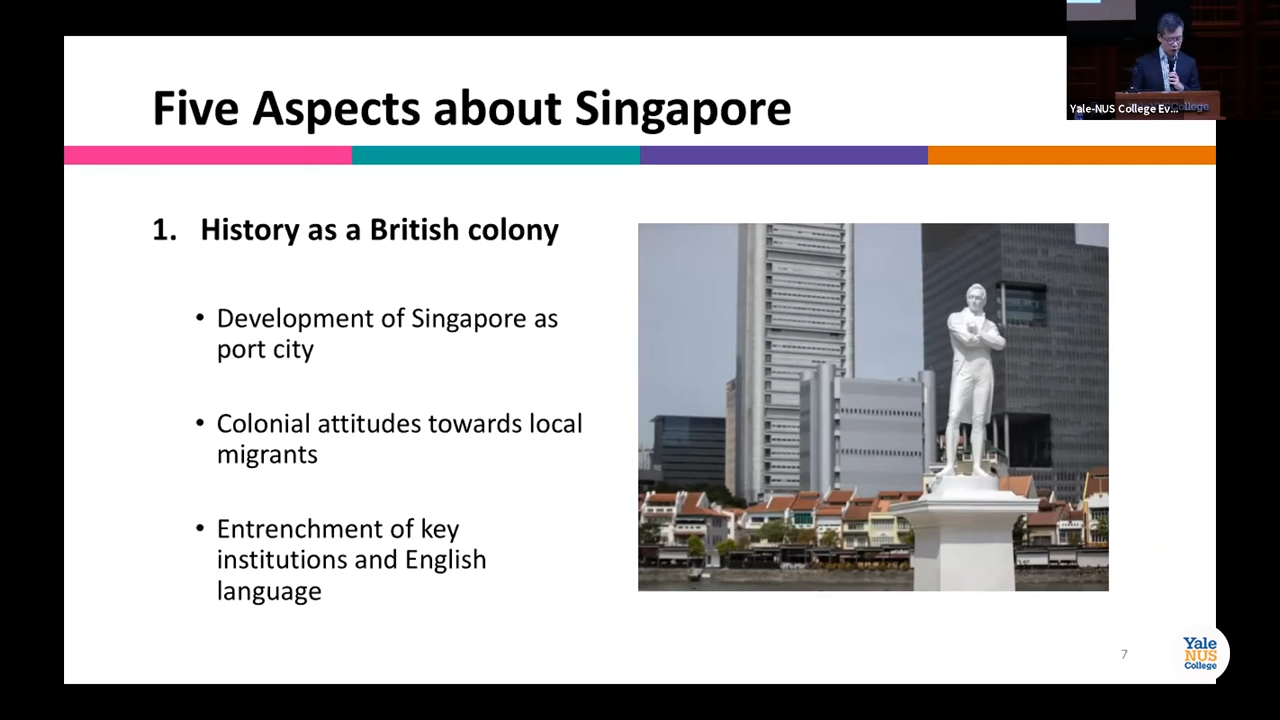 Five Aspects about Singapore
Yale-NUS College Ev...
College
1. History as a British colony
• Development of Singapore as
port city
• Colonial attitudes towards local
migrants
• Entrenchment of key
institutions and English
language
7
Yale
NUS
College